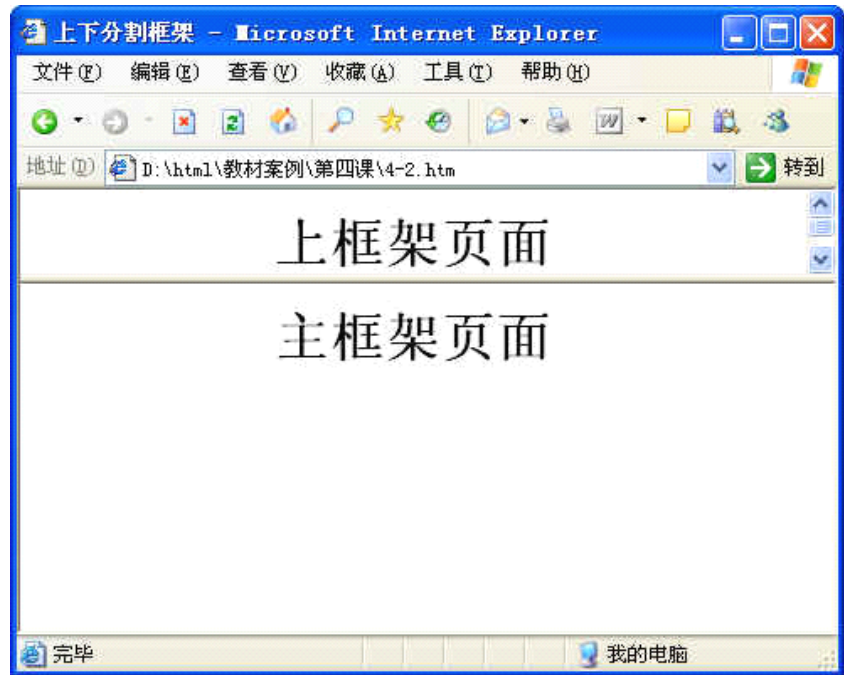 上下分割框架 - Microsoft Internet Explorer
文件(F) 编辑(E) 查看(V) 收藏(A) 工具(T) 帮助(H)
地址(D) D:\html\教材案例\第四课\4-2.htm 转到
上框架页面
主框架页面
完毕 我的电脑